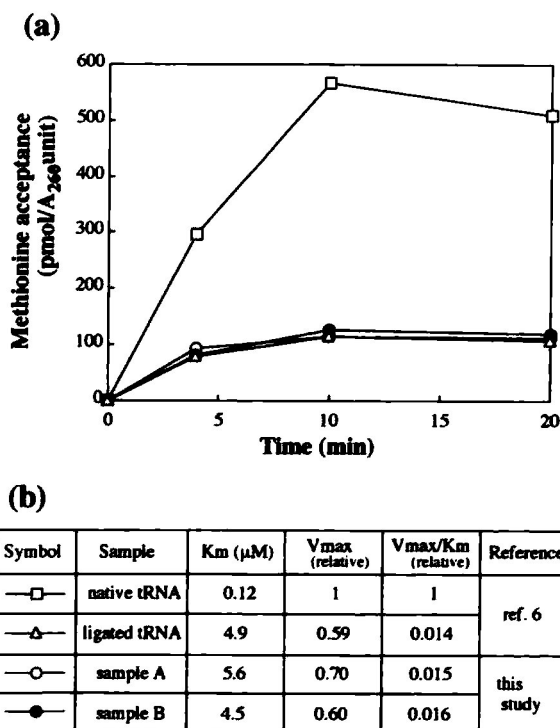 (a)
Methionine acceptance
(pmol/A260unit)
600
500
400
300
200
100
0
0 5 10 15 20
Time (min)
(b)
Symbol Sample Km (μM) Vmax (relative) Vmax/Km (relative) Reference
native tRNA 0.12 1 1 ref. 6
ligated tRNA 4.9 0.59 0.014
sample A 5.6 0.70 0.015 this study
sample B 4.5 0.60 0.016